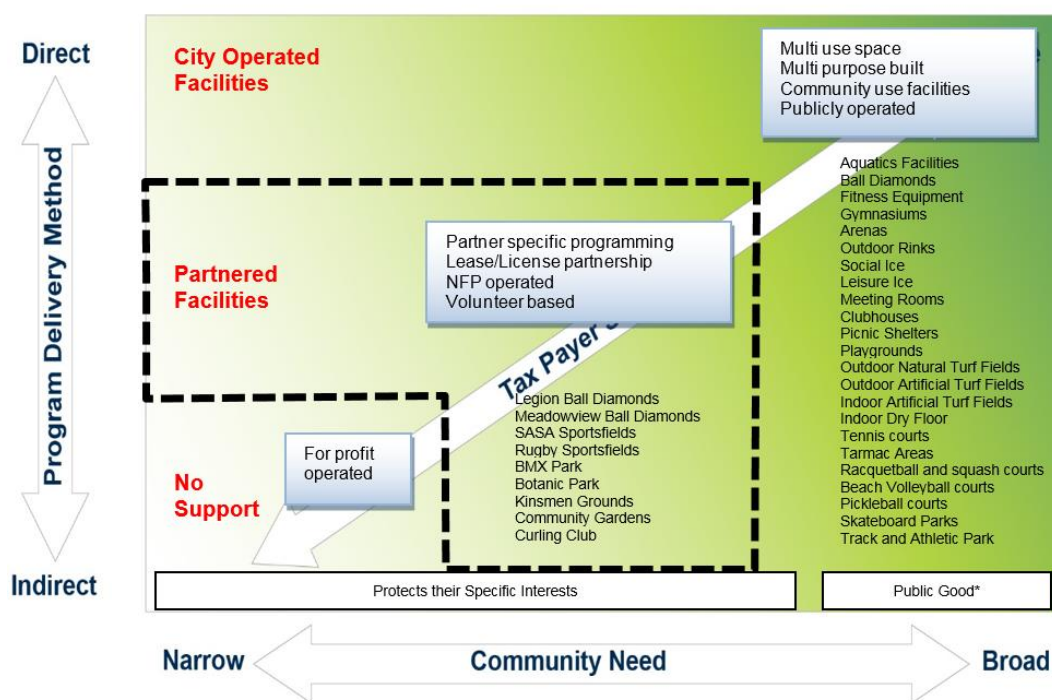 Direct
City Operated
Facilities
Multi use space
Multi purpose built
Community use facilities
Publicly operated
Program Delivery Method
Aquatics Facilities
Ball Diamonds
Fitness Equipment
Gymnasiums
Arenas
Outdoor Rinks
Social Ice
Leisure Ice
Meeting Rooms
Clubhouses
Picnic Shelters
Playgrounds
Outdoor Natural Turf Fields
Outdoor Artificial Turf Fields
Indoor Artificial Turf Fields
Indoor Dry Floor
Tennis courts
Tarmac Areas
Racquetball and squash courts
Beach Volleyball courts
Pickleball courts
Skateboard Parks
Track and Athletic Park
Partnered
Facilities
Partner specific programming
Lease/License partnership
NFP operated
Volunteer based
Tax Payer
Legion Ball Diamonds
Meadowview Ball Diamonds
SASA Sportsfields
Rugby Sportsfields
BMX Park
Botanic Park
Kinsmen Grounds
Community Gardens
Curling Club
No
Support
For profit
operated
Indirect
Protects their Specific Interests
Public Good*
Narrow
Community Need
Broad